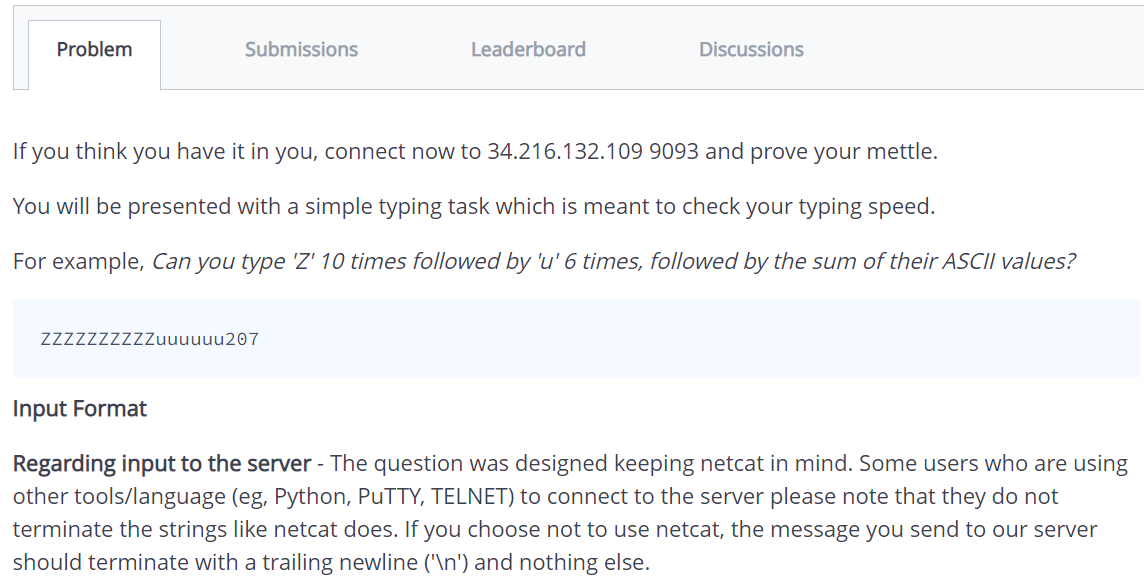 Problem
Submissions
Leaderboard
Discussions
If you think you have it in you, connect now to 34.216.132.109 9093 and prove your mettle.
You will be presented with a simple typing task which is meant to check your typing speed.
For example, Can you type 'Z' 10 times followed by 'u' 6 times, followed by the sum of their ASCII values?
ZZZZZZZZZZuuuuuu207
Input Format
Regarding input to the server - The question was designed keeping netcat in mind. Some users who are using
other tools/language (eg, Python, PuTTY, TELNET) to connect to the server please note that they do not
terminate the strings like netcat does. If you choose not to use netcat, the message you send to our server
should terminate with a trailing newline ('\n') and nothing else.